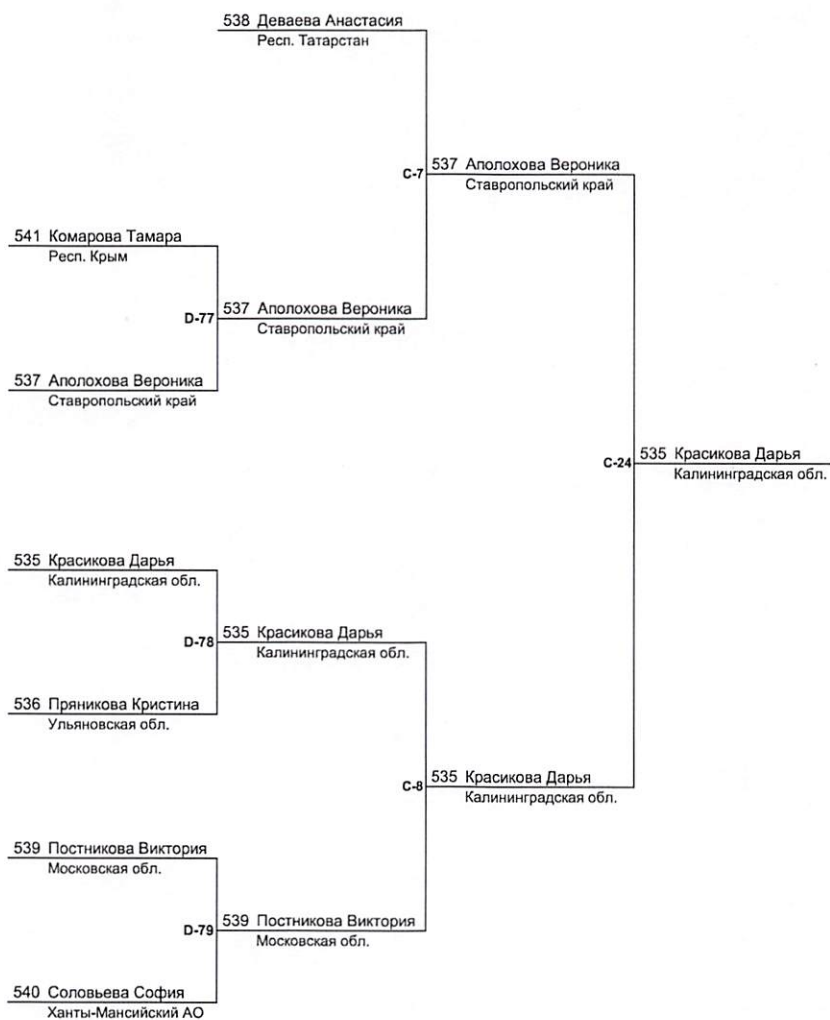 538 Деваева Анастасия
Респ. Татарстан
C-7
537 Аполохова Вероника
Ставропольский край
541 Комарова Тамара
Респ. Крым
D-77
537 Аполохова Вероника
Ставропольский край
537 Аполохова Вероника
Ставропольский край
C-24
535 Красикова Дарья
Калининградская обл.
535 Красикова Дарья
Калининградская обл.
D-78
535 Красикова Дарья
Калининградская обл.
536 Пряникова Кристина
Ульяновская обл.
C-8
535 Красикова Дарья
Калининградская обл.
539 Постникова Виктория
Московская обл.
D-79
539 Постникова Виктория
Московская обл.
540 Соловьева София
Ханты-Мансийский АО